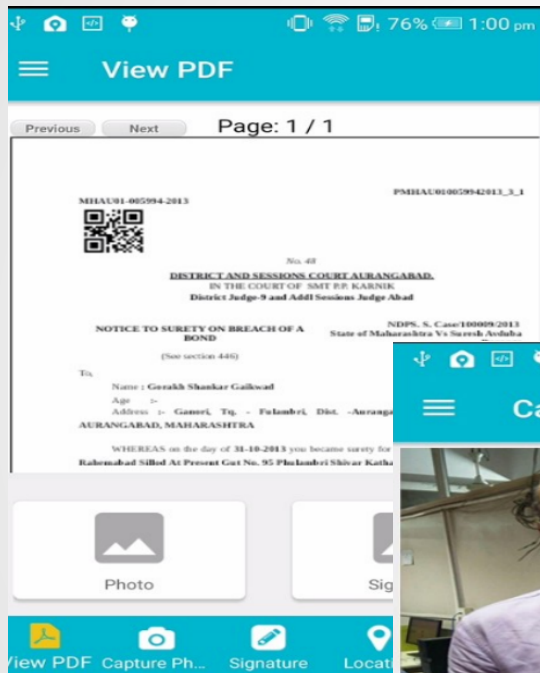 76% 1:00 pm
View PDF
Previous Next Page: 1 / 1
PMHAU010059942013_3_1
MHAU01-005994-2013
No. 48
DISTRICT AND SESSIONS COURT AURANGABAD.
IN THE COURT OF SMT P.P. KARNIK
District Judge-9 and Addl Sessions Judge Abad
NOTICE TO SURETY ON BREACH OF A
BOND
NDPS. S. Case/100009/2013
State of Maharashtra Vs Suresh Avduba
(See section 446)
To,
Name : Gorakh Shankar Gaikwad
Age :-
Address :- Ganori, Tq, - Fulambri, Dist. -Auranga
AURANGABAD, MAHARASHTRA
WHEREAS on the day of 31-10-2013 you became surety for
Rahemabad Sillod At Present Gut No. 95 Phulambri Shivar Katha
Ca
Photo
Sig
View PDF Capture Ph... Signature Locati